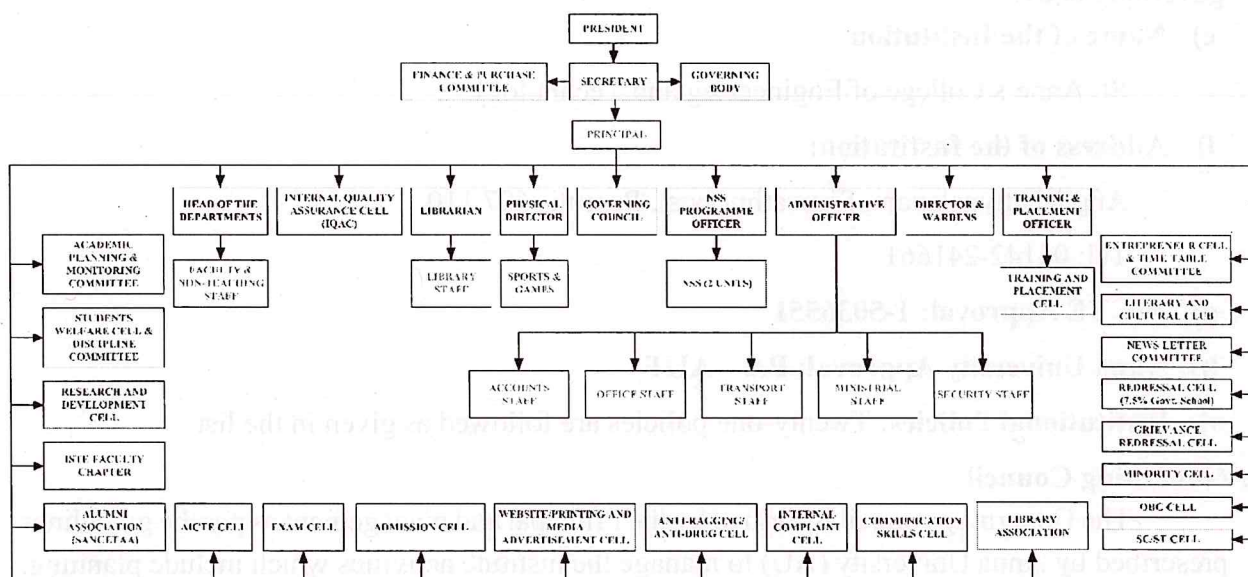 PRESIDENT
FINANCE & PURCHASE
COMMITTEE
SECRETARY
GOVERNING
BODY
PRINCIPAL
HEAD OF THE
DEPARTMENTS
INTERNAL QUALITY
ASSURANCE CELL
(IQAC)
LIBRARIAN
PHYSICAL
DIRECTOR
GOVERNING
COUNCIL
NSS
PROGRAMME
OFFICER
ADMINISTRATIVE
OFFICER
DIRECTOR &
WARDENS
TRAINING &
PLACEMENT
OFFICER
FACULTY &
NON-TEACHING
STAFF
LIBRARY
STAFF
SPORTS &
GAMES
NSS (2 UNITS)
TRAINING AND
PLACEMENT
CELL
ACADEMIC
PLANNING &
MONITORING
COMMITTEE
STUDENTS
WELFARE CELL &
DISCIPLINE
COMMITTEE
RESEARCH AND
DEVELOPMENT
CELL
ISTE FACULTY
CHAPTER
ALUMNI
ASSOCIATION
(SANCETAA)
ACCOUNTS
STAFF
OFFICE STAFF
TRANSPORT
STAFF
MINISTRIAL
STAFF
SECURITY STAFF
ENTREPRENEUR CELL
& TIME TABLE
COMMITTEE
LITERARY AND
CULTURAL CLUB
NEWS LETTER
COMMITTEE
REDRESSAL CELL
(7.5% Govt. School)
GRIEVANCE
REDRESSAL CELL
MINORITY CELL
OBC CELL
SC/ST CELL
AICTE CELL
EXAM CELL
ADMISSION CELL
WEBSITE/PRINTING AND
MEDIA
ADVERTISEMENT CELL
ANTI-RAGGING/
ANTI-DRUG CELL
INTERNAL
COMPLAINT
CELL
COMMUNICATION
SKILLS CELL
LIBRARY
ASSOCIATION